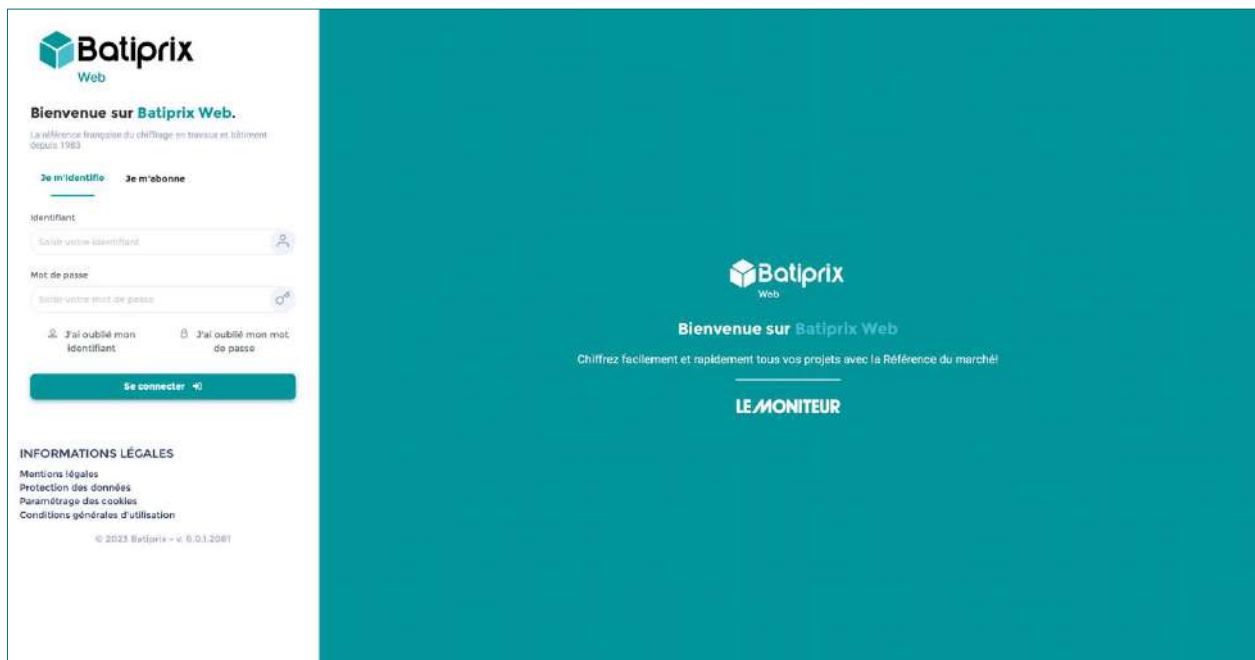 Batiprix
Web
Bienvenue sur Batiprix Web.
La référence française du chiffrage en travaux et bâtiment
depuis 1983
Je m'identifie
Je m'abonne
Identifiant
Saisir votre identifiant
Mot de passe
Saisir votre mot de passe
J'ai oublié mon
identifiant
J'ai oublié mon mot
de passe
Se connecter
INFORMATIONS LÉGALES
Mentions légales
Protection des données
Paramétrage des cookies
Conditions générales d'utilisation
© 2023 Batiprix - v. 6.0.1.2081
Batiprix
Web
Bienvenue sur Batiprix Web
Chiffrez facilement et rapidement tous vos projets avec la Référence du marché!
LE MONITEUR